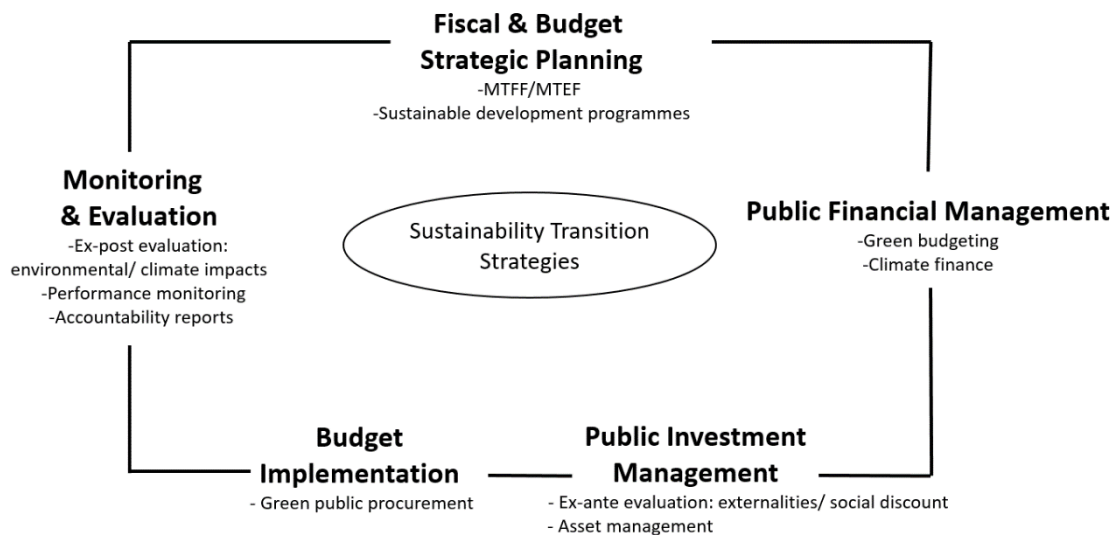 Fiscal & Budget
Strategic Planning
-MTFF/MTEF
-Sustainable development programmes
Monitoring
& Evaluation
-Ex-post evaluation:
environmental/ climate impacts
-Performance monitoring
-Accountability reports
Sustainability Transition
Strategies
Public Financial Management
-Green budgeting
-Climate finance
Budget
Implementation
- Green public procurement
Public Investment
Management
- Ex-ante evaluation: externalities/ social discount
- Asset management